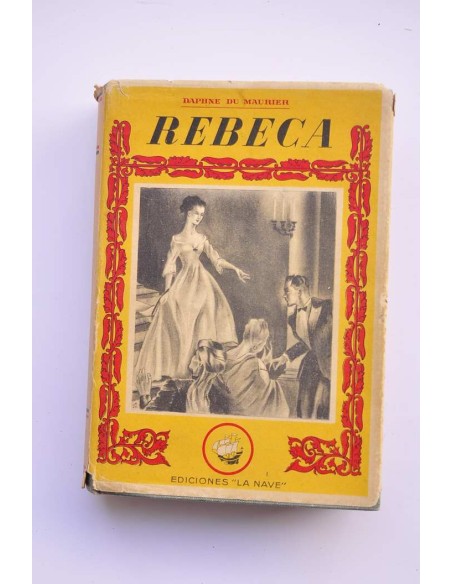 DAPHNE DU MAURIER
REBECA
EDICIONES "LA NAVE"